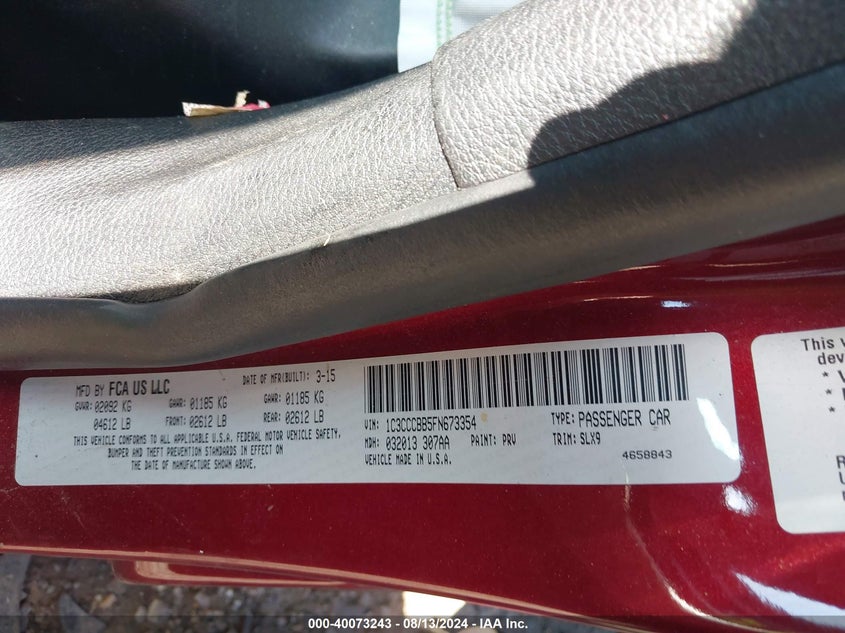 MFD BY FCA US LLC DATE OF MFR(BUILT): 3-15
GVWR: 02092 KG GAWR: 01185 KG GAWR: 01185 KG
04612 LB FRONT: 02612 LB REAR: 02612 LB
THIS VEHICLE CONFORMS TO ALL APPLICABLE U.S.A. FEDERAL MOTOR VEHICLE SAFETY,
BUMPER AND THEFT PREVENTION STANDARDS IN EFFECT ON
THE DATE OF MANUFACTURE SHOWN ABOVE.
VIN: 1C3CCCBB5FN673354 TYPE: PASSENGER CAR
MDH: 032013 307AA PAINT: PRV TRIM: SLX9
VEHICLE MADE IN U.S.A. 4658843
This v
dev
* V
*
R
U
000-40073243 - 08/13/2024 - IAA Inc.